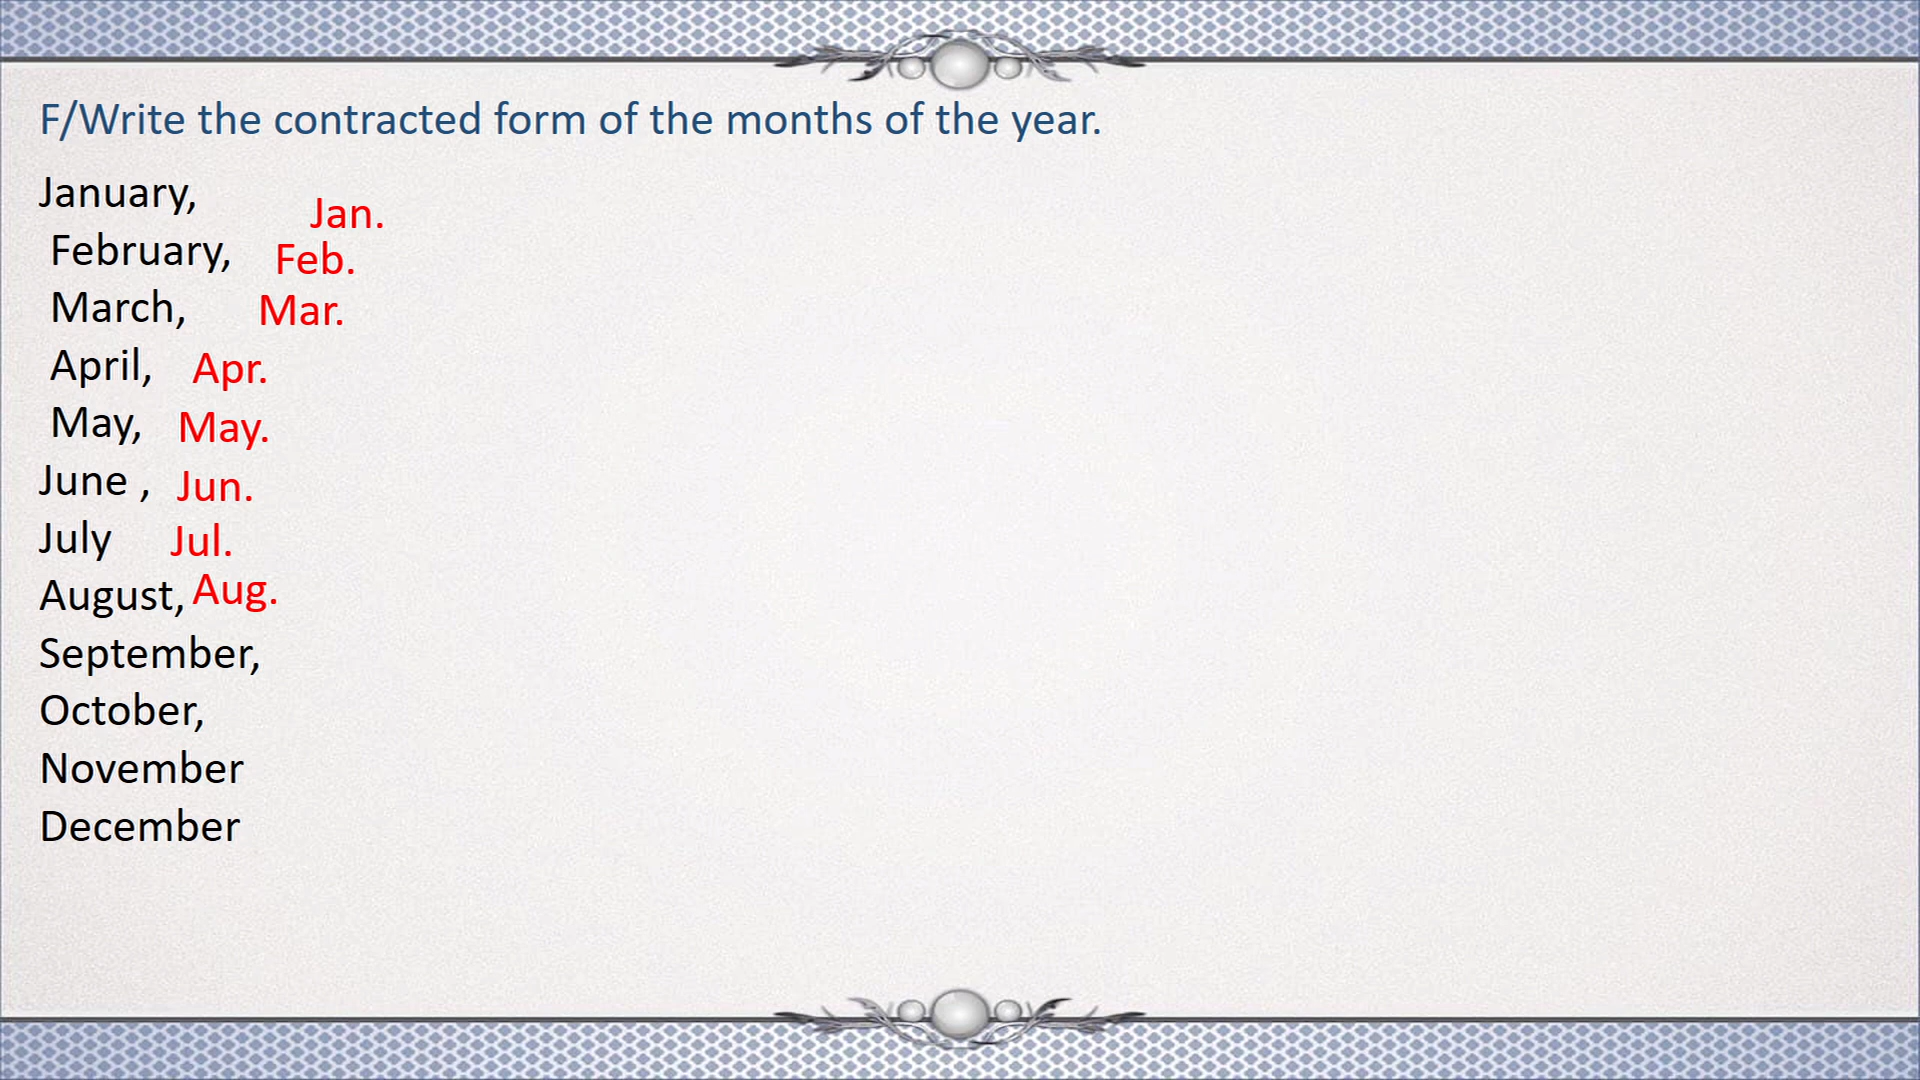 F/Write the contracted form of the months of the year.
January, Jan.
February, Feb.
March, Mar.
April, Apr.
May, May.
June , Jun.
July Jul.
August, Aug.
September,
October,
November
December